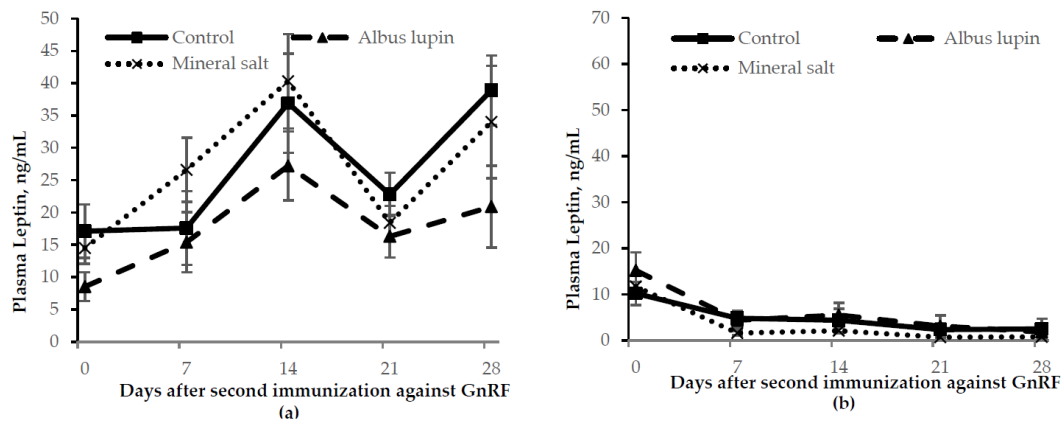 50
45
40
35
30
25
20
15
10
5
0
Plasma Leptin, ng/mL
Control
Albus lupin
Mineral salt
0 7 14 21 28
Days after second immunization against GnRF
(a)
70
60
50
40
30
20
10
0
Plasma Leptin, ng/mL
Control
Albus lupin
Mineral salt
0 7 14 21 28
Days after second immunization against GnRF
(b)